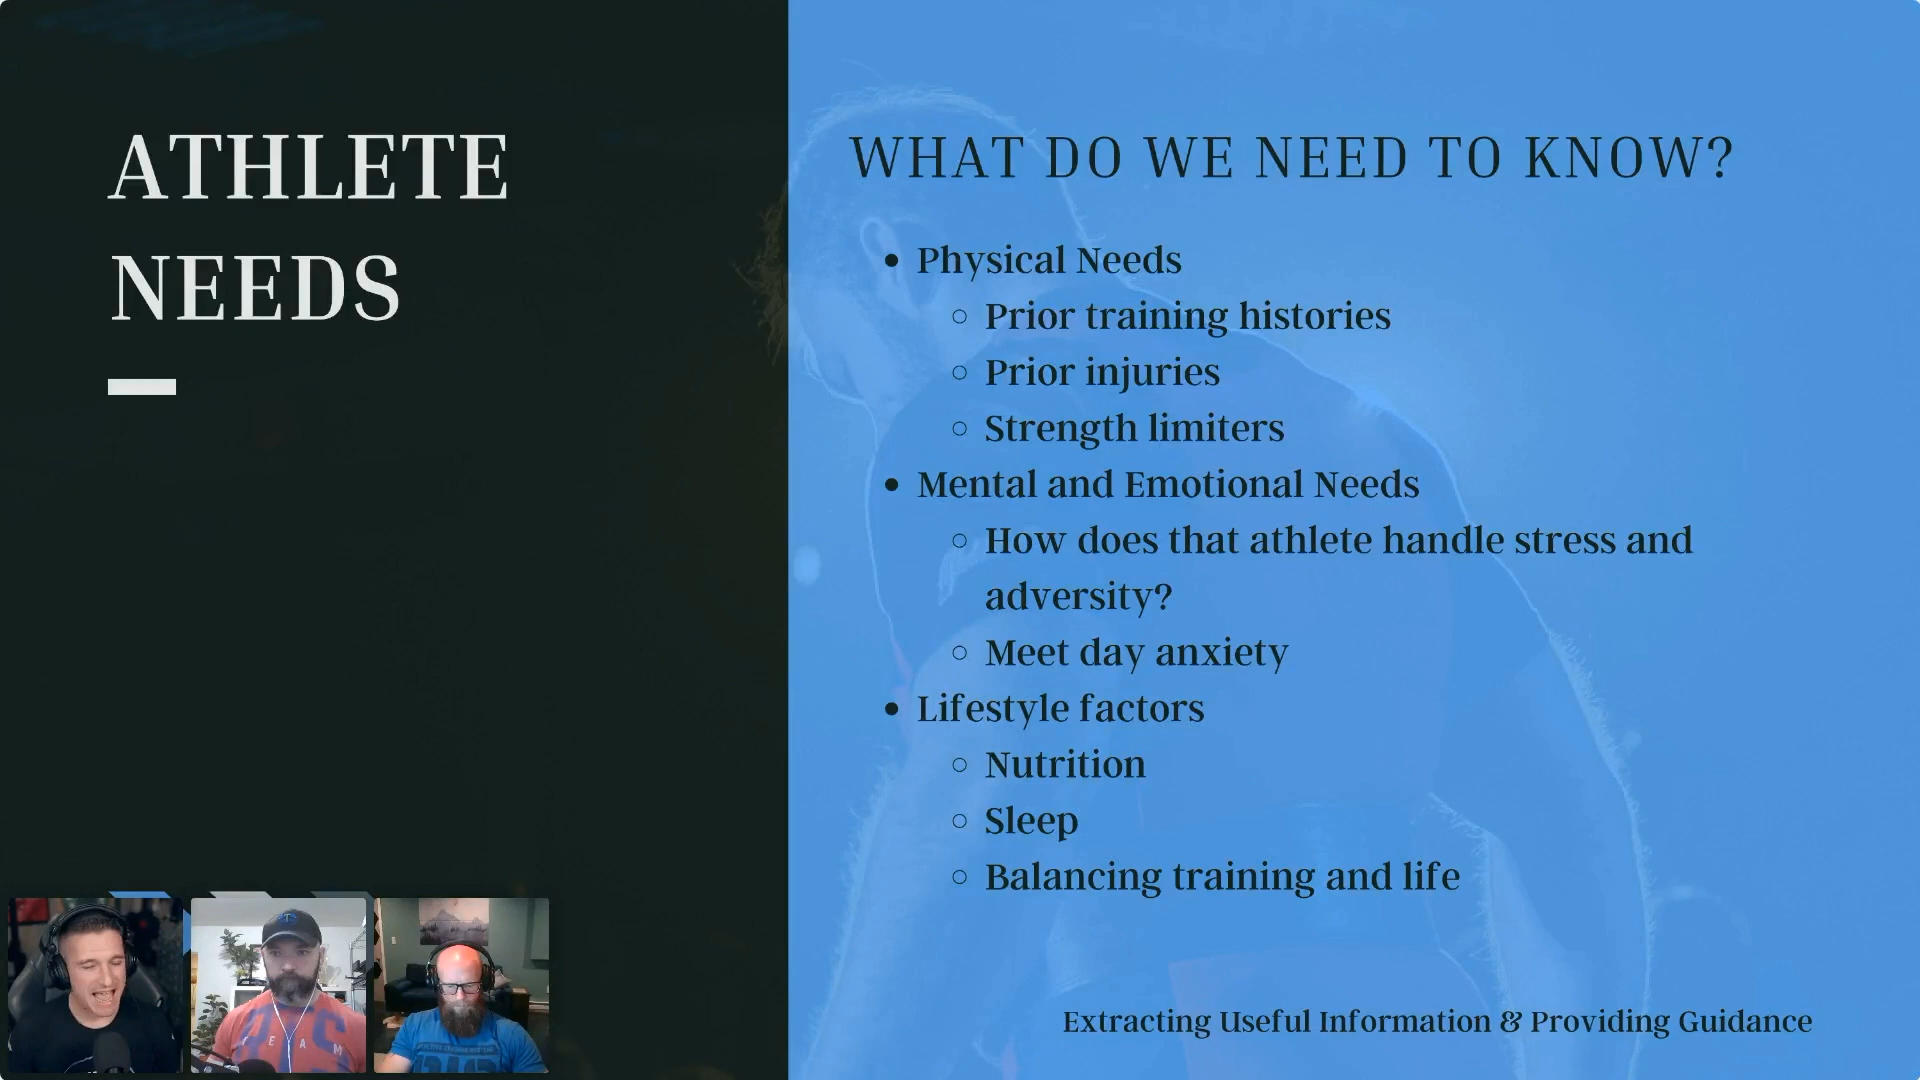 ATHLETE
NEEDS
WHAT DO WE NEED TO KNOW?
• Physical Needs
○ Prior training histories
○ Prior injuries
○ Strength limiters
• Mental and Emotional Needs
○ How does that athlete handle stress and
adversity?
○ Meet day anxiety
• Lifestyle factors
○ Nutrition
○ Sleep
○ Balancing training and life
Extracting Useful Information & Providing Guidance